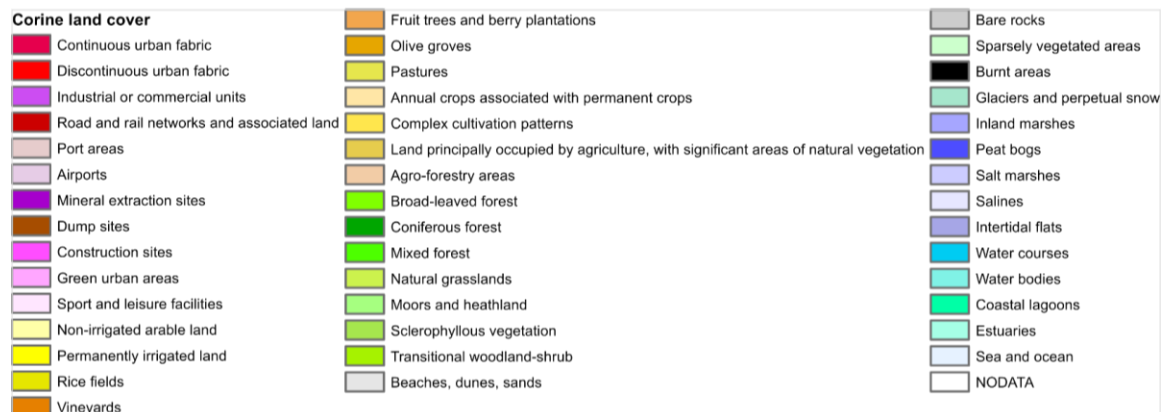 Corine land cover
Continuous urban fabric
Discontinuous urban fabric
Industrial or commercial units
Road and rail networks and associated land
Port areas
Airports
Mineral extraction sites
Dump sites
Construction sites
Green urban areas
Sport and leisure facilities
Non-irrigated arable land
Permanently irrigated land
Rice fields
Vineyards
Fruit trees and berry plantations
Olive groves
Pastures
Annual crops associated with permanent crops
Complex cultivation patterns
Land principally occupied by agriculture, with significant areas of natural vegetation
Agro-forestry areas
Broad-leaved forest
Coniferous forest
Mixed forest
Natural grasslands
Moors and heathland
Sclerophyllous vegetation
Transitional woodland-shrub
Beaches, dunes, sands
Bare rocks
Sparsely vegetated areas
Burnt areas
Glaciers and perpetual snow
Inland marshes
Peat bogs
Salt marshes
Salines
Intertidal flats
Water courses
Water bodies
Coastal lagoons
Estuaries
Sea and ocean
NODATA